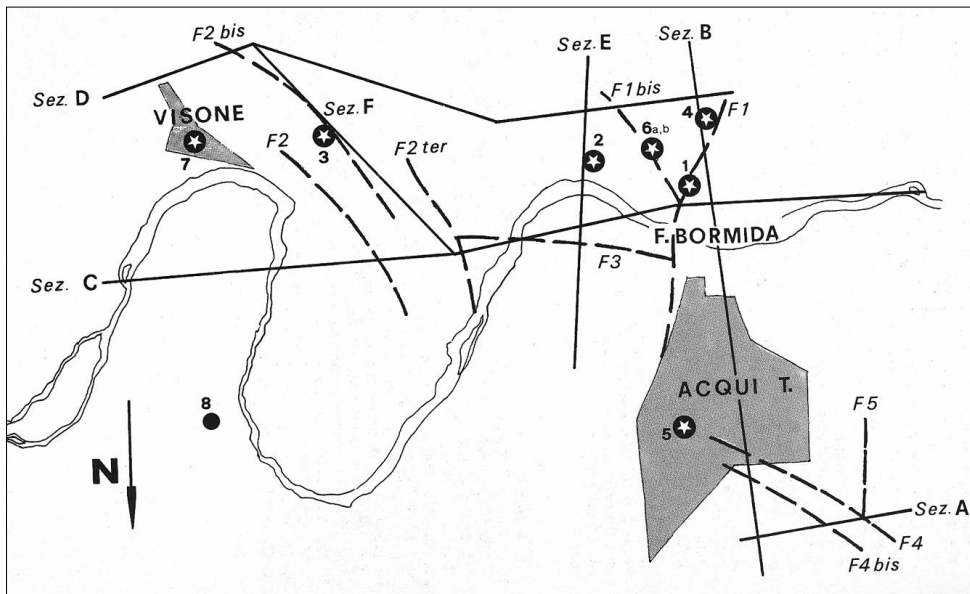 F2 bis
Sez. E
Sez. B
Sez. D
VISONE
Sez. F
F1 bis
F1
4
7
3
F2
F2 ter
2
6a,b
1
F. BORMIDA
F3
Sez. C
ACQUI T.
8
5
F5
N
Sez. A
F4
F4 bis